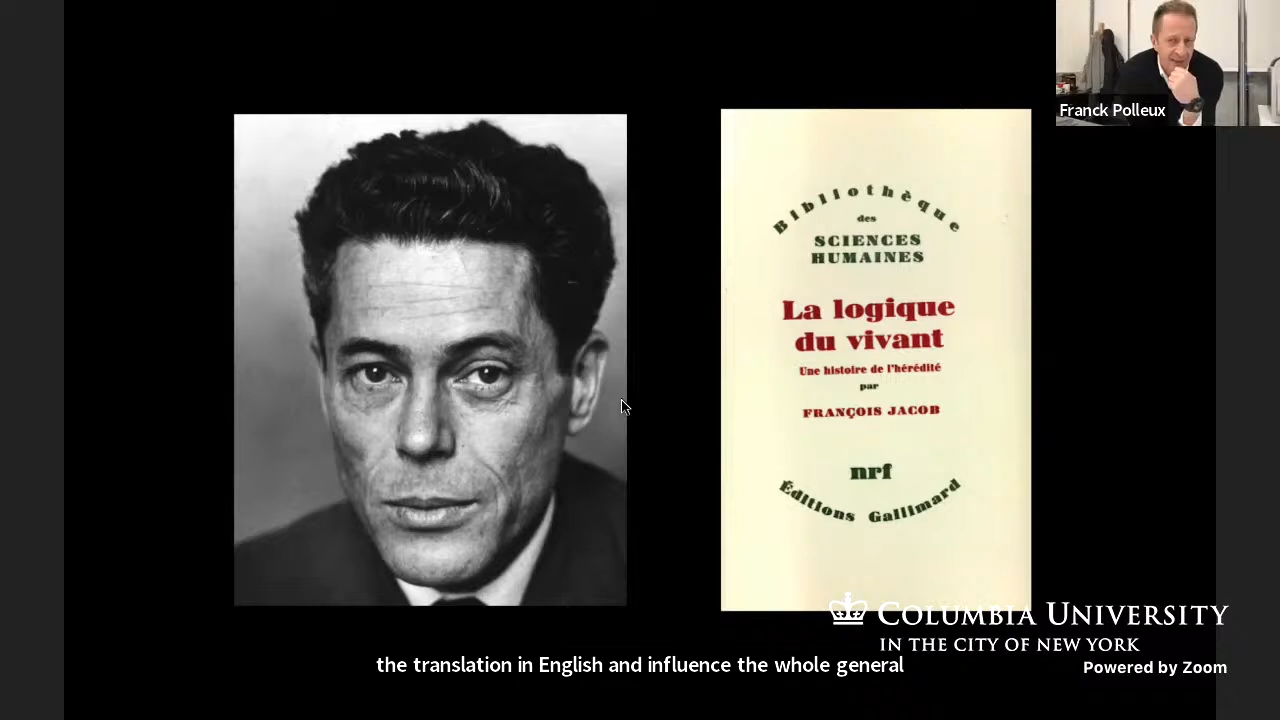 Franck Polleux
Bibliothèque
des
SCIENCES
HUMAINES
La logique
du vivant
Une histoire de l'hérédité
par
FRANÇOIS JACOB
nrf
Éditions Gallimard
COLUMBIA UNIVERSITY
IN THE CITY OF NEW YORK
the translation in English and influence the whole general
Powered by Zoom